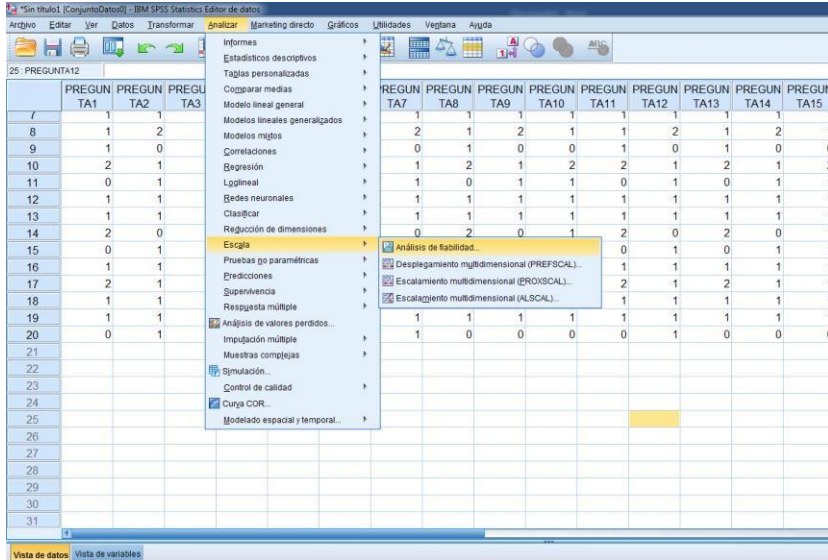 *Sin título1 [ConjuntoDatos0] - IBM SPSS Statistics Editor de datos
Archivo Editar Ver Datos Transformar Analizar Marketing directo Gráficos Utilidades Ventana Ayuda
25 : PREGUNTA12
PREGUNTA1 PREGUNTA2 PREGU TA3 PREGUNTA7 PREGUNTA8 PREGUNTA9 PREGUNTA10 PREGUNTA11 PREGUNTA12 PREGUNTA13 PREGUNTA14 PREGUNTA15
Informes
Estadísticos descriptivos
Tablas personalizadas
Comparar medias
Modelo lineal general
Modelos lineales generalizados
Modelos mixtos
Correlaciones
Regresión
Loglineal
Redes neuronales
Clasificar
Reducción de dimensiones
Escala
Pruebas no paramétricas
Predicciones
Supervivencia
Respuesta múltiple
Análisis de valores perdidos...
Imputación múltiple
Muestras complejas
Simulación...
Control de calidad
Curva COR...
Modelado espacial y temporal...
Análisis de fiabilidad...
Desplegamiento multidimensional (PREFSCAL)...
Escalamiento multidimensional (PROXSCAL)...
Escalamiento multidimensional (ALSCAL)...
7 1 1 1 1 1 1 1 1 1 1
8 1 2 2 1 2 1 1 2 1 2
9 1 0 0 1 0 0 1 0 1 0
10 2 1 1 2 1 2 2 1 2 1
11 0 1 1 0 1 1 0 1 0 1
12 1 1 1 1 1 1 1 1 1 1
13 1 1 1 1 1 1 1 1 1 1
14 2 0 0 2 0 1 2 0 2 0
15 0 1 0 1 0 1
16 1 1 1 1 1 1
17 2 1 2 1 2 1
18 1 1 1 1 1 1
19 1 1 1 1 1 1 1 1 1 1
20 0 1 1 0 0 0 0 1 0 0
21
22
23
24
25
26
27
28
29
30
31
Vista de datos Vista de variables